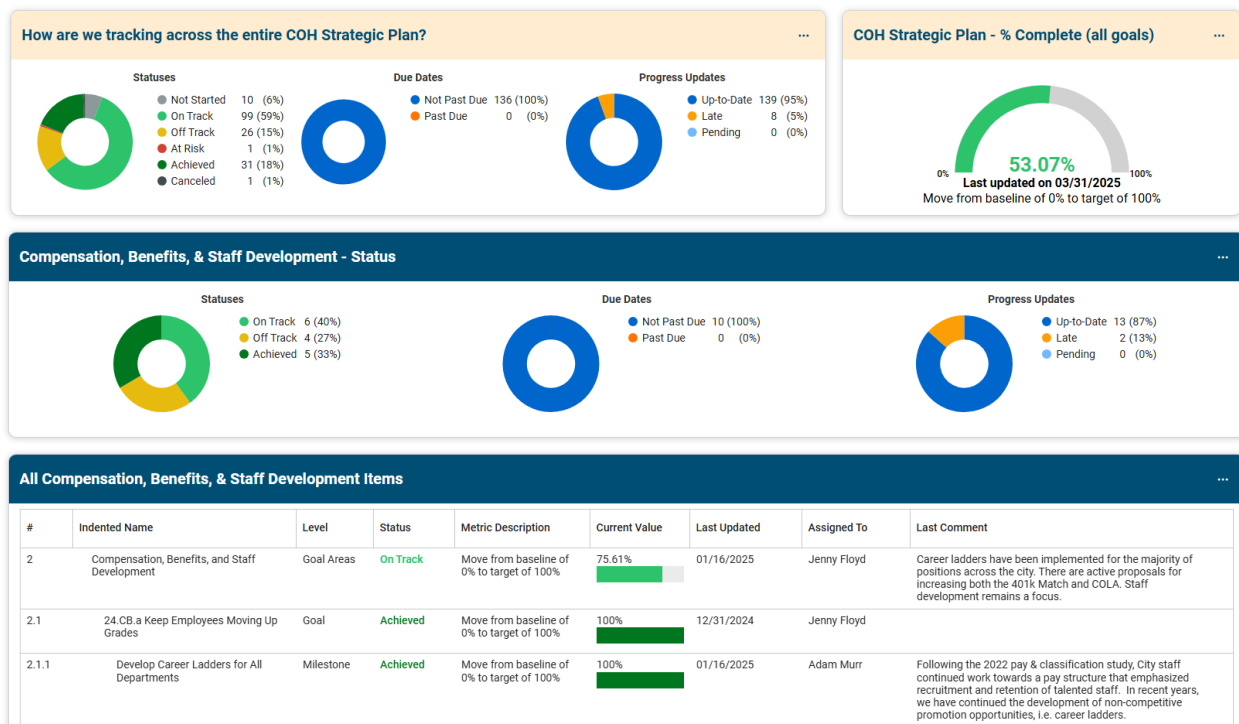 How are we tracking across the entire COH Strategic Plan?
...
Statuses
Not Started 10 (6%)
On Track 99 (59%)
Off Track 26 (15%)
At Risk 1 (1%)
Achieved 31 (18%)
Canceled 1 (1%)
Due Dates
Not Past Due 136 (100%)
Past Due 0 (0%)
Progress Updates
Up-to-Date 139 (95%)
Late 8 (5%)
Pending 0 (0%)
COH Strategic Plan - % Complete (all goals)
...
53.07%
0%
100%
Last updated on 03/31/2025
Move from baseline of 0% to target of 100%
Compensation, Benefits, & Staff Development - Status
...
Statuses
On Track 6 (40%)
Off Track 4 (27%)
Achieved 5 (33%)
Due Dates
Not Past Due 10 (100%)
Past Due 0 (0%)
Progress Updates
Up-to-Date 13 (87%)
Late 2 (13%)
Pending 0 (0%)
All Compensation, Benefits, & Staff Development Items
...
# Indented Name Level Status Metric Description Current Value Last Updated Assigned To Last Comment
2
Compensation, Benefits, and Staff
Development
Goal Areas
On Track
Move from baseline of
0% to target of 100%
75.61%
01/16/2025
Jenny Floyd
Career ladders have been implemented for the majority of
positions across the city. There are active proposals for
increasing both the 401k Match and COLA. Staff
development remains a focus.
2.1
24.CB.a Keep Employees Moving Up
Grades
Goal
Achieved
Move from baseline of
0% to target of 100%
100%
12/31/2024
Jenny Floyd
2.1.1
Develop Career Ladders for All
Departments
Milestone
Achieved
Move from baseline of
0% to target of 100%
100%
01/16/2025
Adam Murr
Following the 2022 pay & classification study, City staff
continued work towards a pay structure that emphasized
recruitment and retention of talented staff. In recent years,
we have continued the development of non-competitive
promotion opportunities, i.e. career ladders.